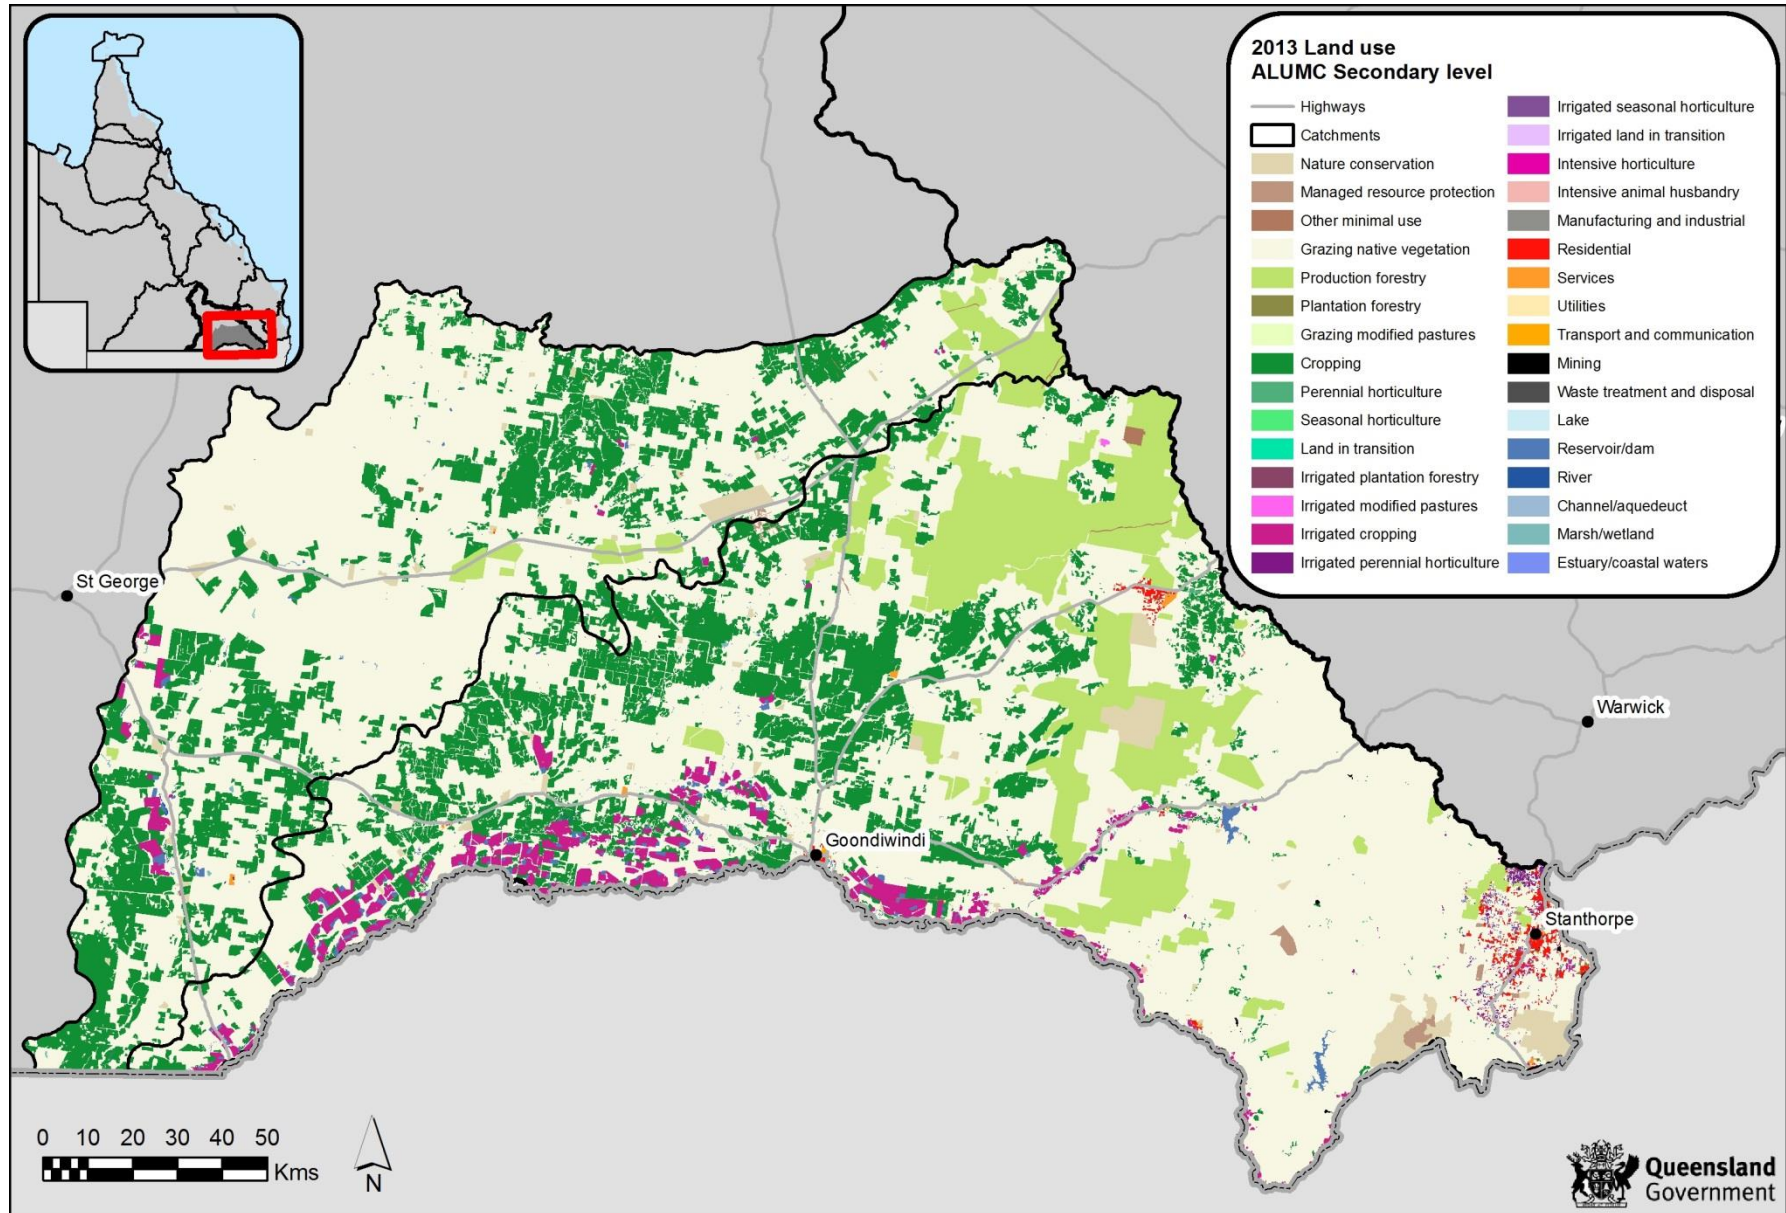 2013 Land use
ALUMC Secondary level
Highways
Catchments
Nature conservation
Managed resource protection
Other minimal use
Grazing native vegetation
Production forestry
Plantation forestry
Grazing modified pastures
Cropping
Perennial horticulture
Seasonal horticulture
Land in transition
Irrigated plantation forestry
Irrigated modified pastures
Irrigated cropping
Irrigated perennial horticulture
Irrigated seasonal horticulture
Irrigated land in transition
Intensive horticulture
Intensive animal husbandry
Manufacturing and industrial
Residential
Services
Utilities
Transport and communication
Mining
Waste treatment and disposal
Lake
Reservoir/dam
River
Channel/aquedeuct
Marsh/wetland
Estuary/coastal waters
St George
Warwick
Goondiwindi
Stanthorpe
0 10 20 30 40 50
Kms
N
Queensland
Government